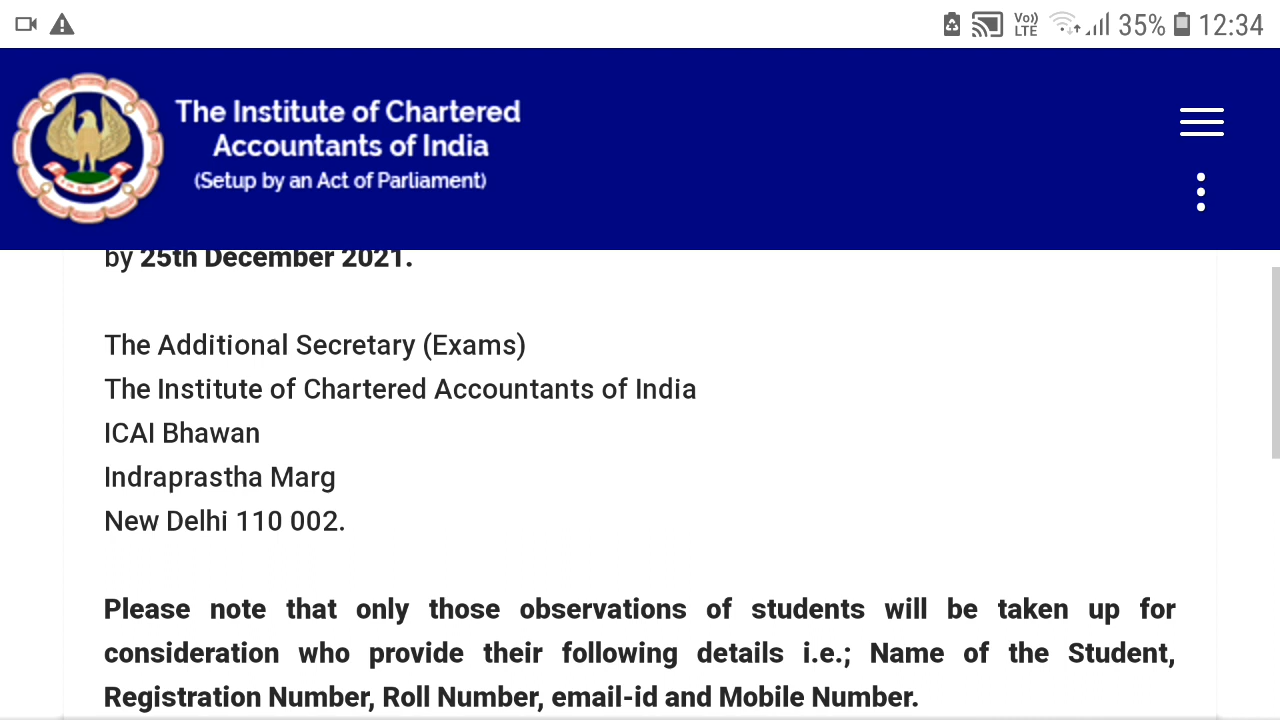 Vo)) LTE 35% 12:34
The Institute of Chartered
Accountants of India
(Setup by an Act of Parliament)
by 25th December 2021.
The Additional Secretary (Exams)
The Institute of Chartered Accountants of India
ICAI Bhawan
Indraprastha Marg
New Delhi 110 002.
Please note that only those observations of students will be taken up for
consideration who provide their following details i.e.; Name of the Student,
Registration Number, Roll Number, email-id and Mobile Number.